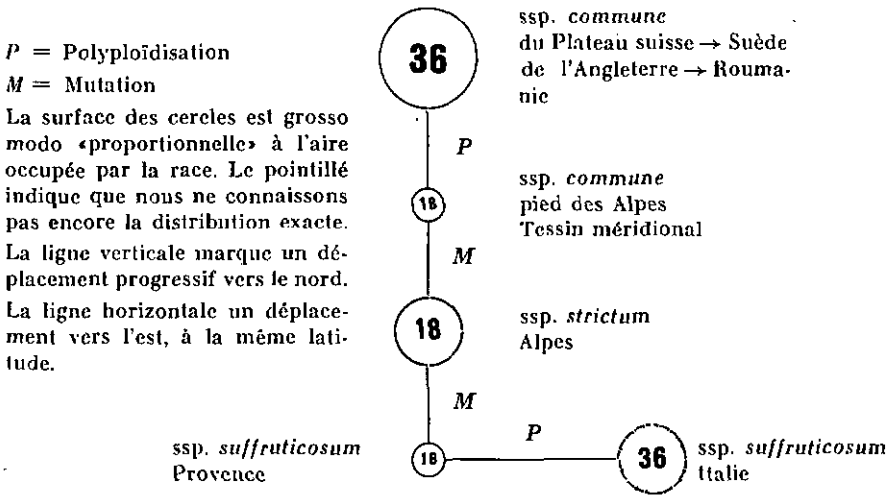 P = Polyploïdisation
M = Mutation
La surface des cercles est grosso
modo «proportionnelle» à l'aire
occupée par la race. Le pointillé
indique que nous ne connaissons
pas encore la distribution exacte.
La ligne verticale marque un dé-
placement progressif vers le nord.
La ligne horizontale un déplace-
ment vers l'est, à la même lati-
tude.
36
ssp. commune
du Plateau suisse → Suède
de l'Angleterre → Rouma-
nie
P
18
ssp. commune
pied des Alpes
Tessin méridional
M
18
ssp. strictum
Alpes
M
ssp. suffruticosum
Provence
18
P
36
ssp. suffruticosum
Italie